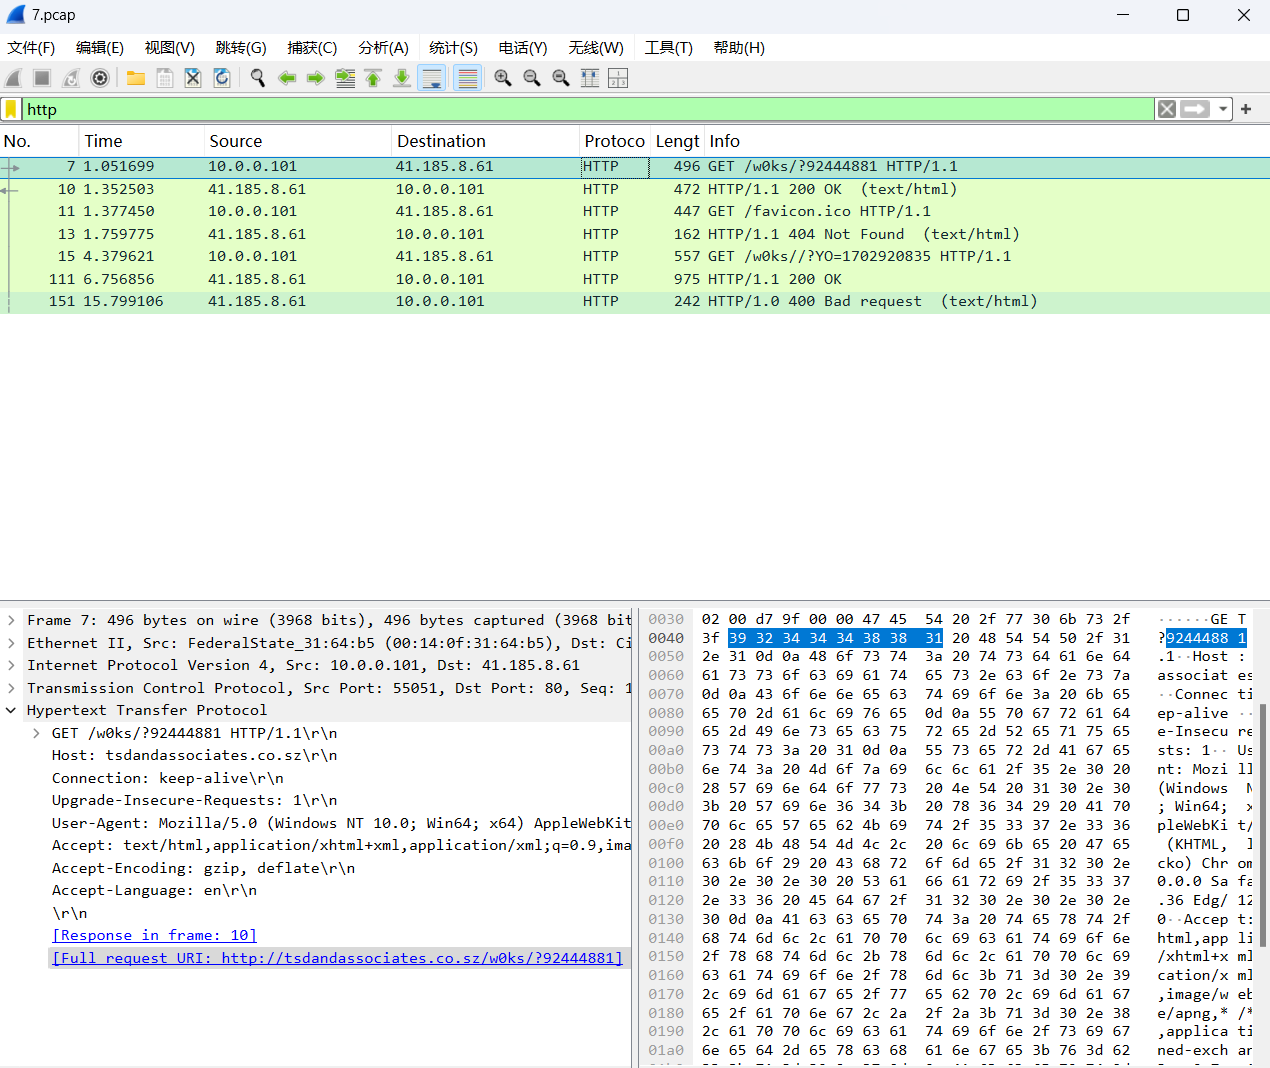 7.pcap
文件(F) 编辑(E) 视图(V) 跳转(G) 捕获(C) 分析(A) 统计(S) 电话(Y) 无线(W) 工具(T) 帮助(H)
http
No. Time Source Destination Protoco Lengt Info
7 1.051699 10.0.0.101 41.185.8.61 HTTP 496 GET /w0ks/?92444881 HTTP/1.1
10 1.352503 41.185.8.61 10.0.0.101 HTTP 472 HTTP/1.1 200 OK (text/html)
11 1.377450 10.0.0.101 41.185.8.61 HTTP 447 GET /favicon.ico HTTP/1.1
13 1.759775 41.185.8.61 10.0.0.101 HTTP 162 HTTP/1.1 404 Not Found (text/html)
15 4.379621 10.0.0.101 41.185.8.61 HTTP 557 GET /w0ks//?YO=1702920835 HTTP/1.1
111 6.756856 41.185.8.61 10.0.0.101 HTTP 975 HTTP/1.1 200 OK
151 15.799106 41.185.8.61 10.0.0.101 HTTP 242 HTTP/1.0 400 Bad request (text/html)
Frame 7: 496 bytes on wire (3968 bits), 496 bytes captured (3968 bit
Ethernet II, Src: FederalState_31:64:b5 (00:14:0f:31:64:b5), Dst: Ci
Internet Protocol Version 4, Src: 10.0.0.101, Dst: 41.185.8.61
Transmission Control Protocol, Src Port: 55051, Dst Port: 80, Seq: 1
Hypertext Transfer Protocol
GET /w0ks/?92444881 HTTP/1.1\r\n
Host: tsdandassociates.co.sz\r\n
Connection: keep-alive\r\n
Upgrade-Insecure-Requests: 1\r\n
User-Agent: Mozilla/5.0 (Windows NT 10.0; Win64; x64) AppleWebKit
Accept: text/html,application/xhtml+xml,application/xml;q=0.9,ima
Accept-Encoding: gzip, deflate\r\n
Accept-Language: en\r\n
\r\n
[Response in frame: 10]
[Full request URI: http://tsdandassociates.co.sz/w0ks/?92444881]
0030 02 00 d7 9f 00 00 47 45 54 20 2f 77 30 6b 73 2f ······GE T
0040 3f 39 32 34 34 34 38 38 31 20 48 54 54 50 2f 31 ?9244488 1
0050 2e 31 0d 0a 48 6f 73 74 3a 20 74 73 64 61 6e 64 .1··Host :
0060 61 73 73 6f 63 69 61 74 65 73 2e 63 6f 2e 73 7a associat es
0070 0d 0a 43 6f 6e 6e 65 63 74 69 6f 6e 3a 20 6b 65 ··Connec ti
0080 65 70 2d 61 6c 69 76 65 0d 0a 55 70 67 72 61 64 ep-alive ··
0090 65 2d 49 6e 73 65 63 75 72 65 2d 52 65 71 75 65 e-Insecu re
00a0 73 74 73 3a 20 31 0d 0a 55 73 65 72 2d 41 67 65 sts: 1·· Us
00b0 6e 74 3a 20 4d 6f 7a 69 6c 6c 61 2f 35 2e 30 20 nt: Mozi ll
00c0 28 57 69 6e 64 6f 77 73 20 4e 54 20 31 30 2e 30 (Windows N
00d0 3b 20 57 69 6e 36 34 3b 20 78 36 34 29 20 41 70 ; Win64; x
00e0 70 6c 65 57 65 62 4b 69 74 2f 35 33 37 2e 33 36 pleWebKi t/
00f0 20 28 4b 48 54 4d 4c 2c 20 6c 69 6b 65 20 47 65 (KHTML, l
0100 63 6b 6f 29 20 43 68 72 6f 6d 65 2f 31 32 30 2e cko) Chr om
0110 30 2e 30 2e 30 20 53 61 66 61 72 69 2f 35 33 37 0.0.0 Sa fa
0120 2e 33 36 20 45 64 67 2f 31 32 30 2e 30 2e 30 2e .36 Edg/ 12
0130 30 0d 0a 41 63 63 65 70 74 3a 20 74 65 78 74 2f 0··Accep t:
0140 68 74 6d 6c 2c 61 70 70 6c 69 63 61 74 69 6f 6e html,app li
0150 2f 78 68 74 6d 6c 2b 78 6d 6c 2c 61 70 70 6c 69 /xhtml+x ml
0160 63 61 74 69 6f 6e 2f 78 6d 6c 3b 71 3d 30 2e 39 cation/x ml
0170 2c 69 6d 61 67 65 2f 77 65 62 70 2c 69 6d 61 67 ,image/w eb
0180 65 2f 61 70 6e 67 2c 2a 2f 2a 3b 71 3d 30 2e 38 e/apng,* /*
0190 2c 61 70 70 6c 69 63 61 74 69 6f 6e 2f 73 69 67 ,applica ti
01a0 6e 65 64 2d 65 78 63 68 61 6e 67 65 3b 76 3d 62 ned-exch an